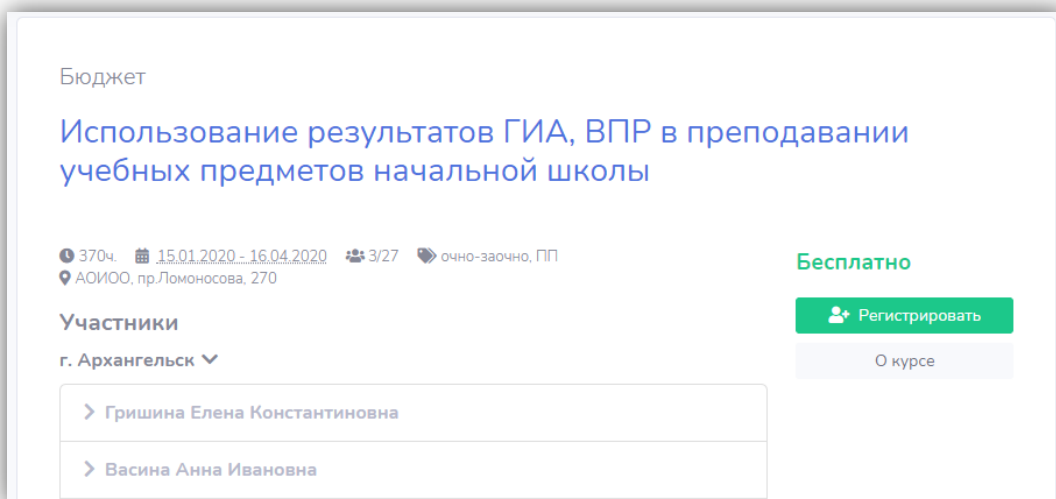 Бюджет
Использование результатов ГИА, ВПР в преподавании
учебных предметов начальной школы
370ч. 15.01.2020 - 16.04.2020 3/27 очно-заочно, ПП
АОИОО, пр.Ломоносова, 270
Бесплатно
Регистрировать
О курсе
Участники
г. Архангельск
Гришина Елена Константиновна
Васина Анна Ивановна